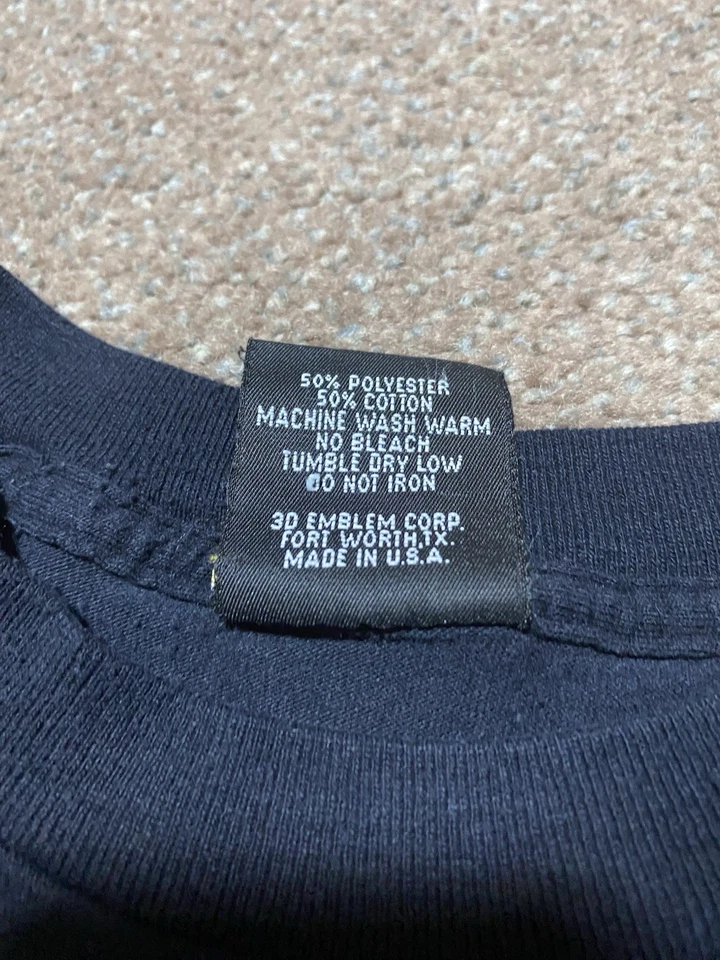 50% POLYESTER
50% COTTON
MACHINE WASH WARM
NO BLEACH
TUMBLE DRY LOW
DO NOT IRON
3D EMBLEM CORP.
FORT WORTH,TX.
MADE IN U.S.A.